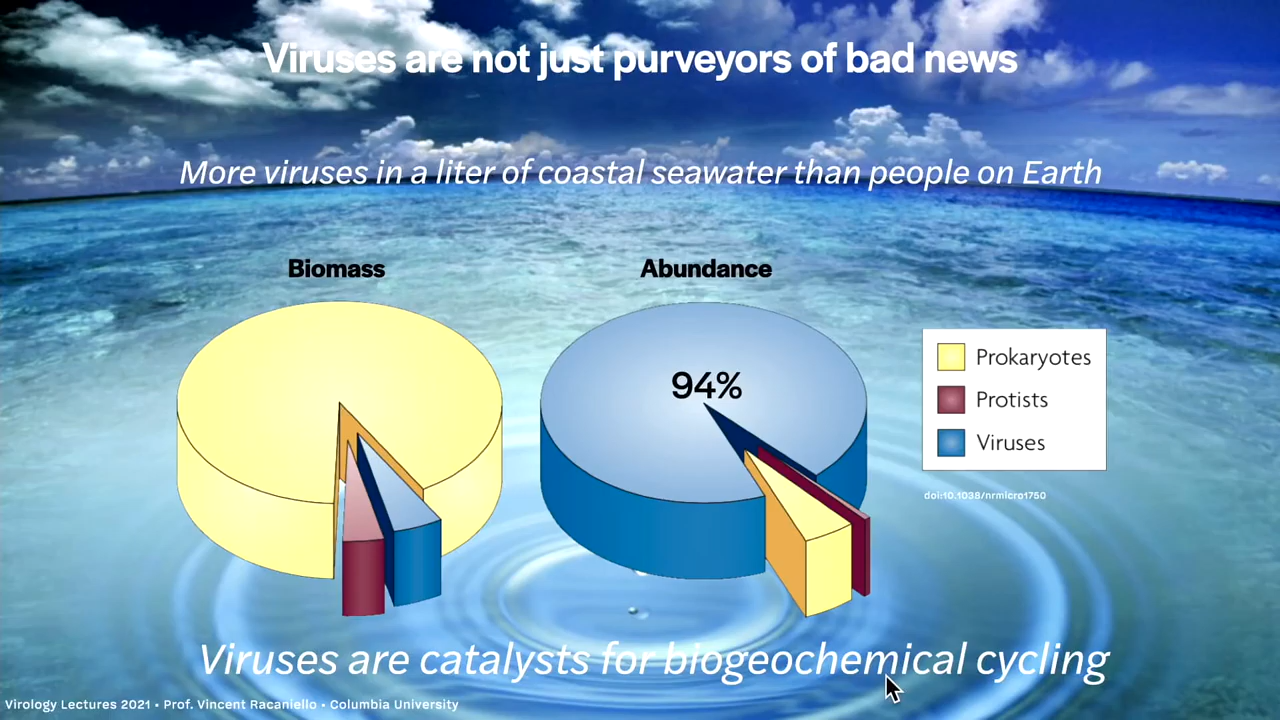 Viruses are not just purveyors of bad news
More viruses in a liter of coastal seawater than people on Earth
Biomass
Abundance
94%
Prokaryotes
Protists
Viruses
doi:10.1038/nrmicro1750
Viruses are catalysts for biogeochemical cycling
Virology Lectures 2021 • Prof. Vincent Racaniello • Columbia University